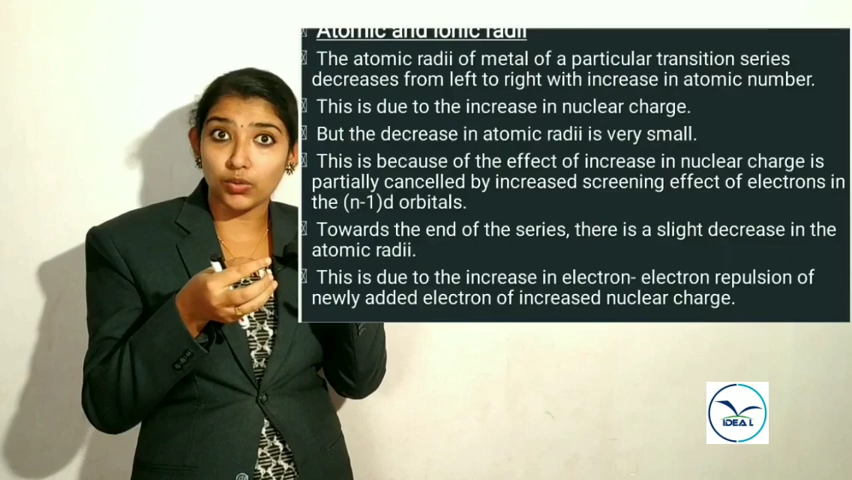 Atomic and Ionic radii
The atomic radii of metal of a particular transition series
decreases from left to right with increase in atomic number.
This is due to the increase in nuclear charge.
But the decrease in atomic radii is very small.
This is because of the effect of increase in nuclear charge is
partially cancelled by increased screening effect of electrons in
the (n-1)d orbitals.
Towards the end of the series, there is a slight decrease in the
atomic radii.
This is due to the increase in electron- electron repulsion of
newly added electron of increased nuclear charge.
IDEAL